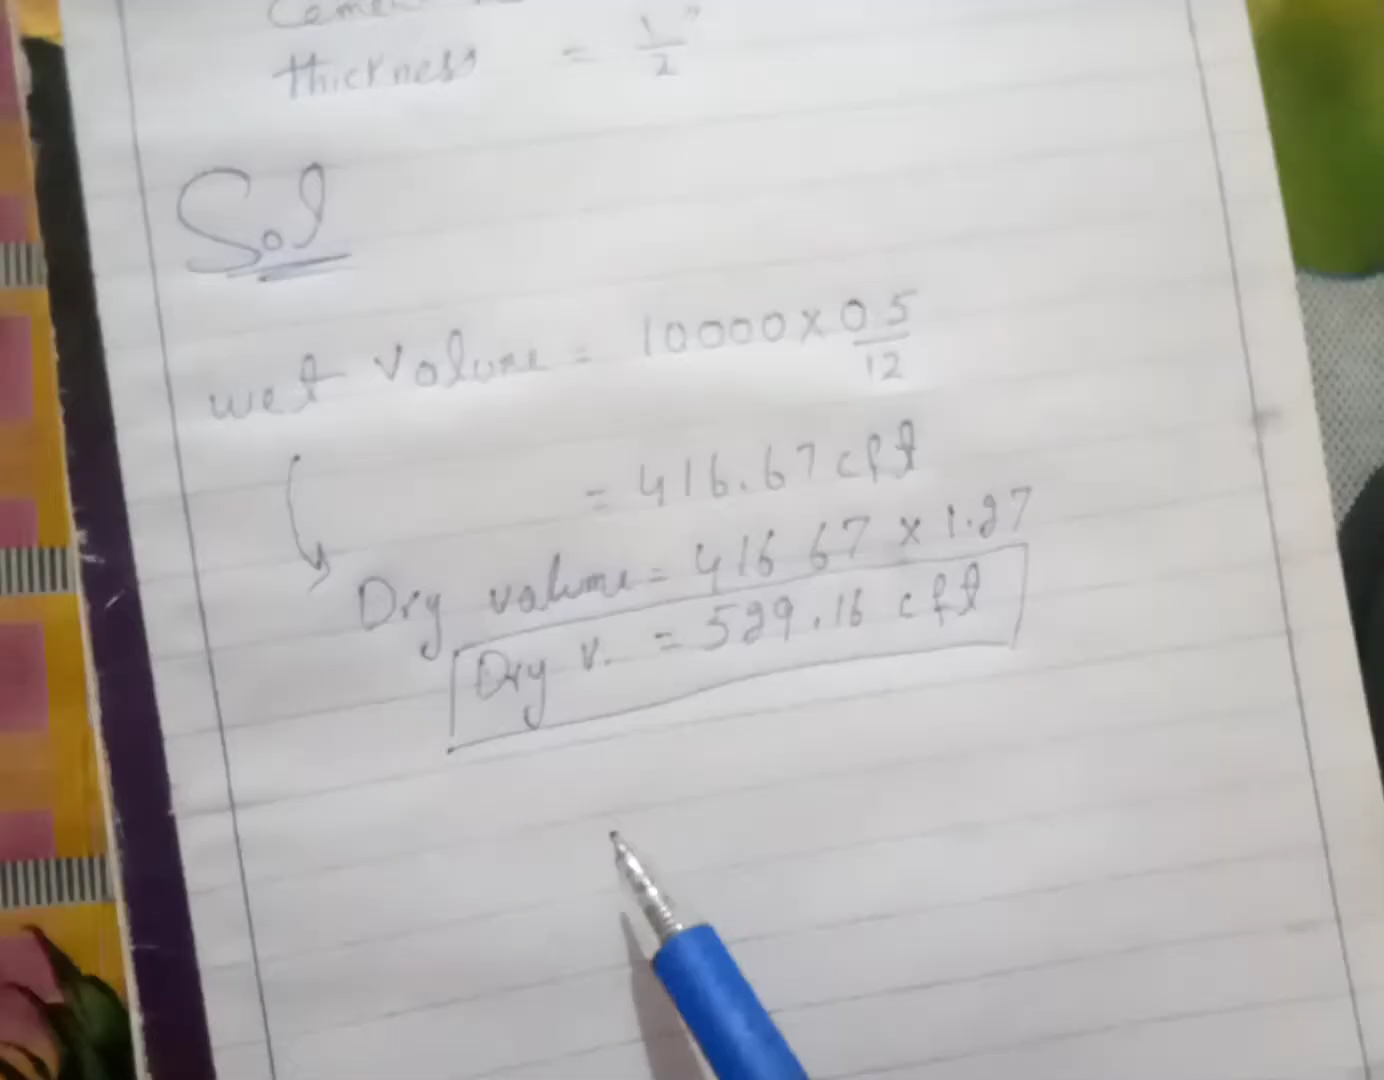 thickness = 1/2"
Sol
wet volume = 10000 x 0.5/12
= 416.67 cft
Dry volume = 416.67 x 1.27
Dry v. = 529.16 cft